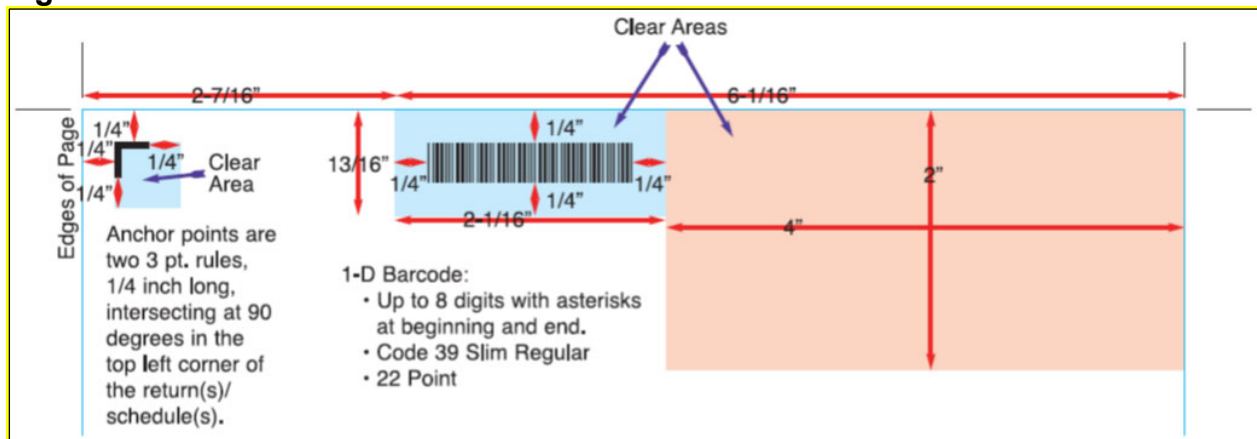 Clear Areas
2-7/16”
6-1/16”
Edges of Page
1/4”
1/4”
1/4”
1/4”
Clear
Area
13/16”
1/4”
1/4”
1/4”
1/4”
2-1/16”
2”
4”
Anchor points are
two 3 pt. rules,
1/4 inch long,
intersecting at 90
degrees in the
top left corner of
the return(s)/
schedule(s).
1-D Barcode:
• Up to 8 digits with asterisks
at beginning and end.
• Code 39 Slim Regular
• 22 Point